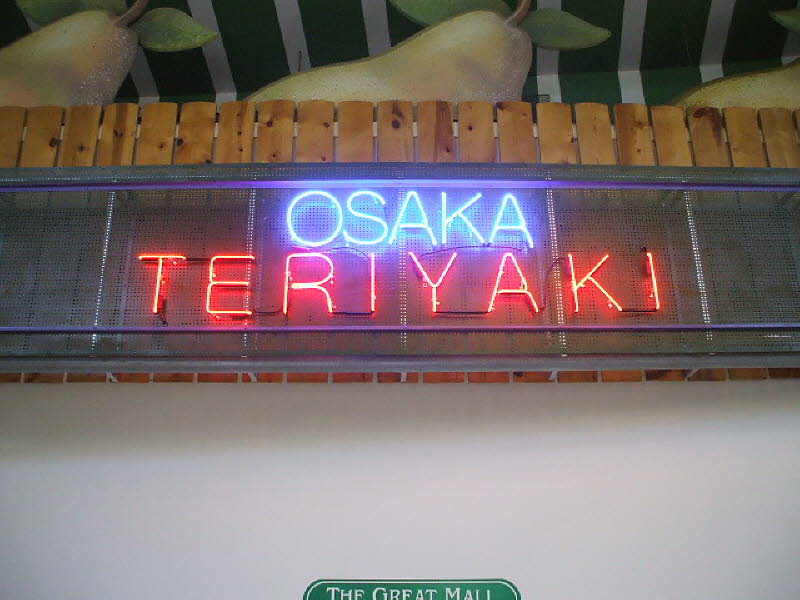 OSAKA
TERIYAKI
THE GREAT MALL